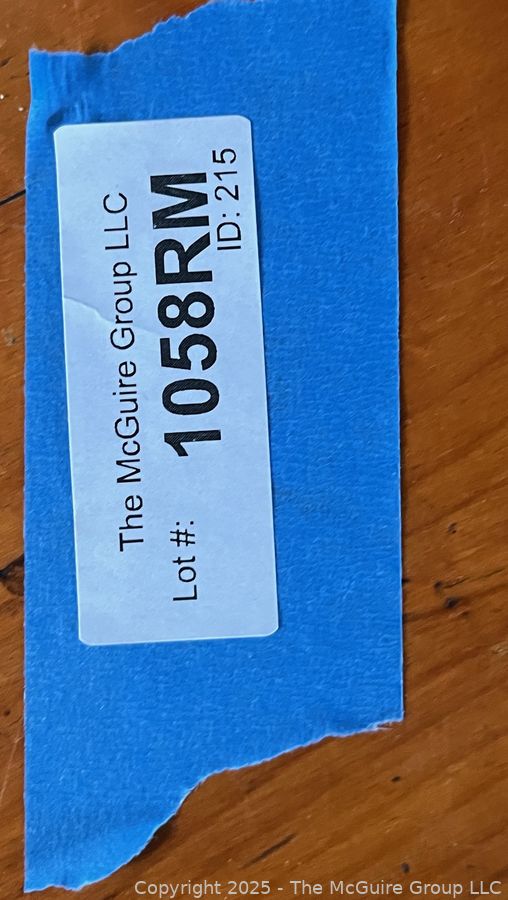 The McGuire Group LLC
Lot #: 1058RM
ID: 215
Copyright 2025 - The McGuire Group LLC